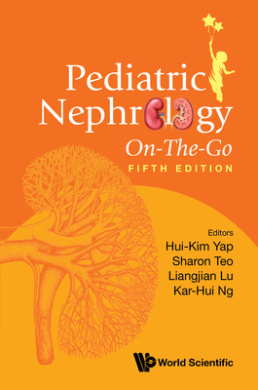 Pediatric
Nephrology
On-The-Go
FIFTH EDITION
Editors
Hui-Kim Yap
Sharon Teo
Liangjian Lu
Kar-Hui Ng
World Scientific